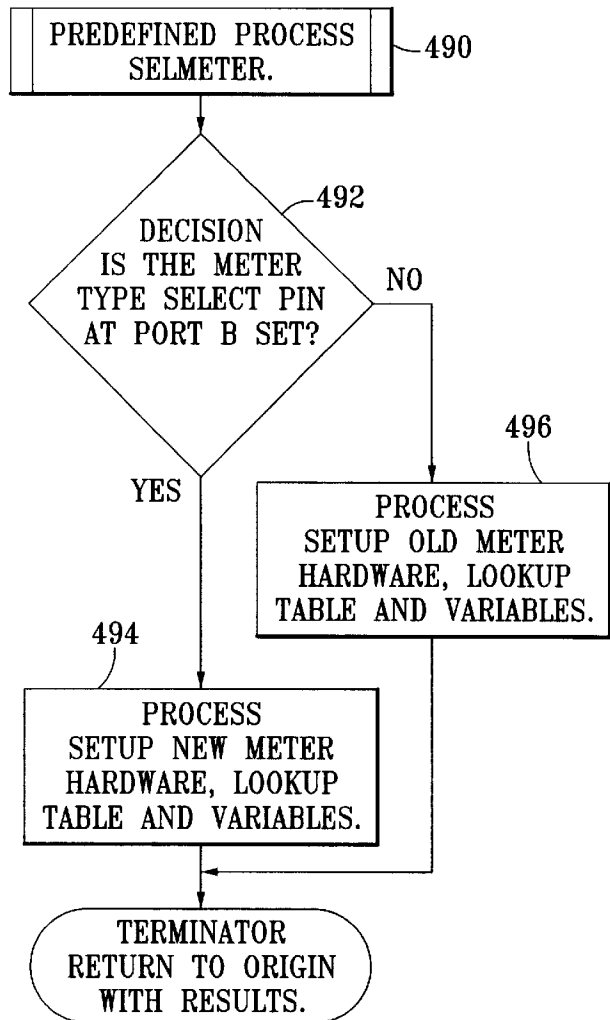 PREDEFINED PROCESS
SELMETER.
490
492
DECISION
IS THE METER
TYPE SELECT PIN
AT PORT B SET?
NO
YES
496
PROCESS
SETUP OLD METER
HARDWARE, LOOKUP
TABLE AND VARIABLES.
494
PROCESS
SETUP NEW METER
HARDWARE, LOOKUP
TABLE AND VARIABLES.
TERMINATOR
RETURN TO ORIGIN
WITH RESULTS.